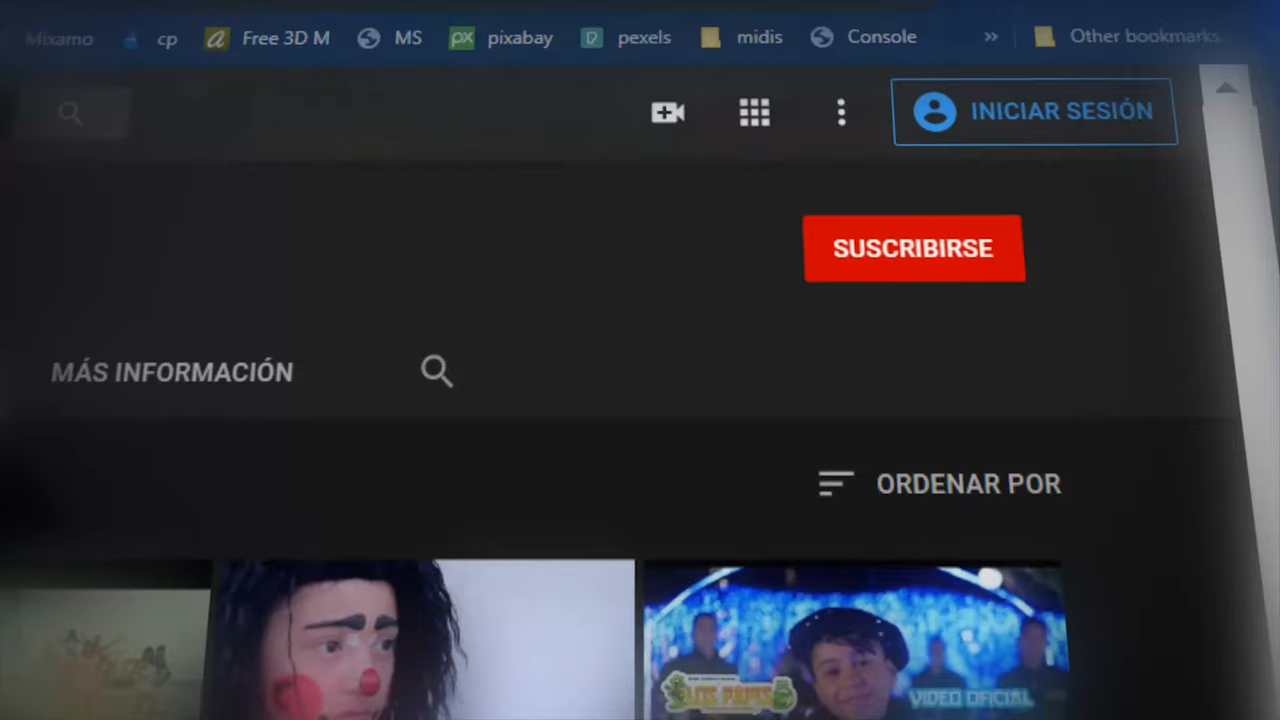 Mixamo cp Free 3D M MS pixabay pexels midis Console » Other bookmarks
INICIAR SESIÓN
SUSCRIBIRSE
MÁS INFORMACIÓN
ORDENAR POR
VIDEO OFICIAL